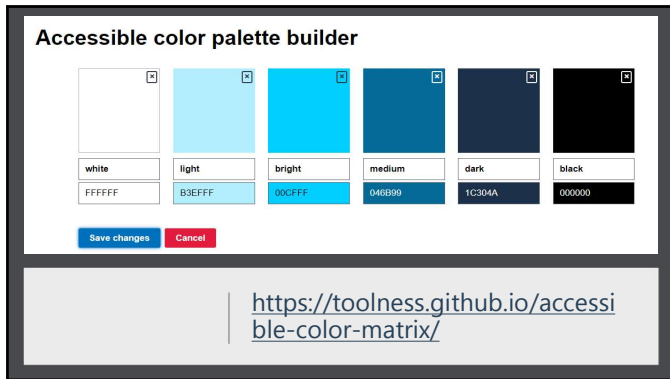 Accessible color palette builder
white light bright medium dark black
FFFFFF B3EFFF 00CFFF 046B99 1C304A 000000
Save changes Cancel
https://toolness.github.io/accessi
ble-color-matrix/